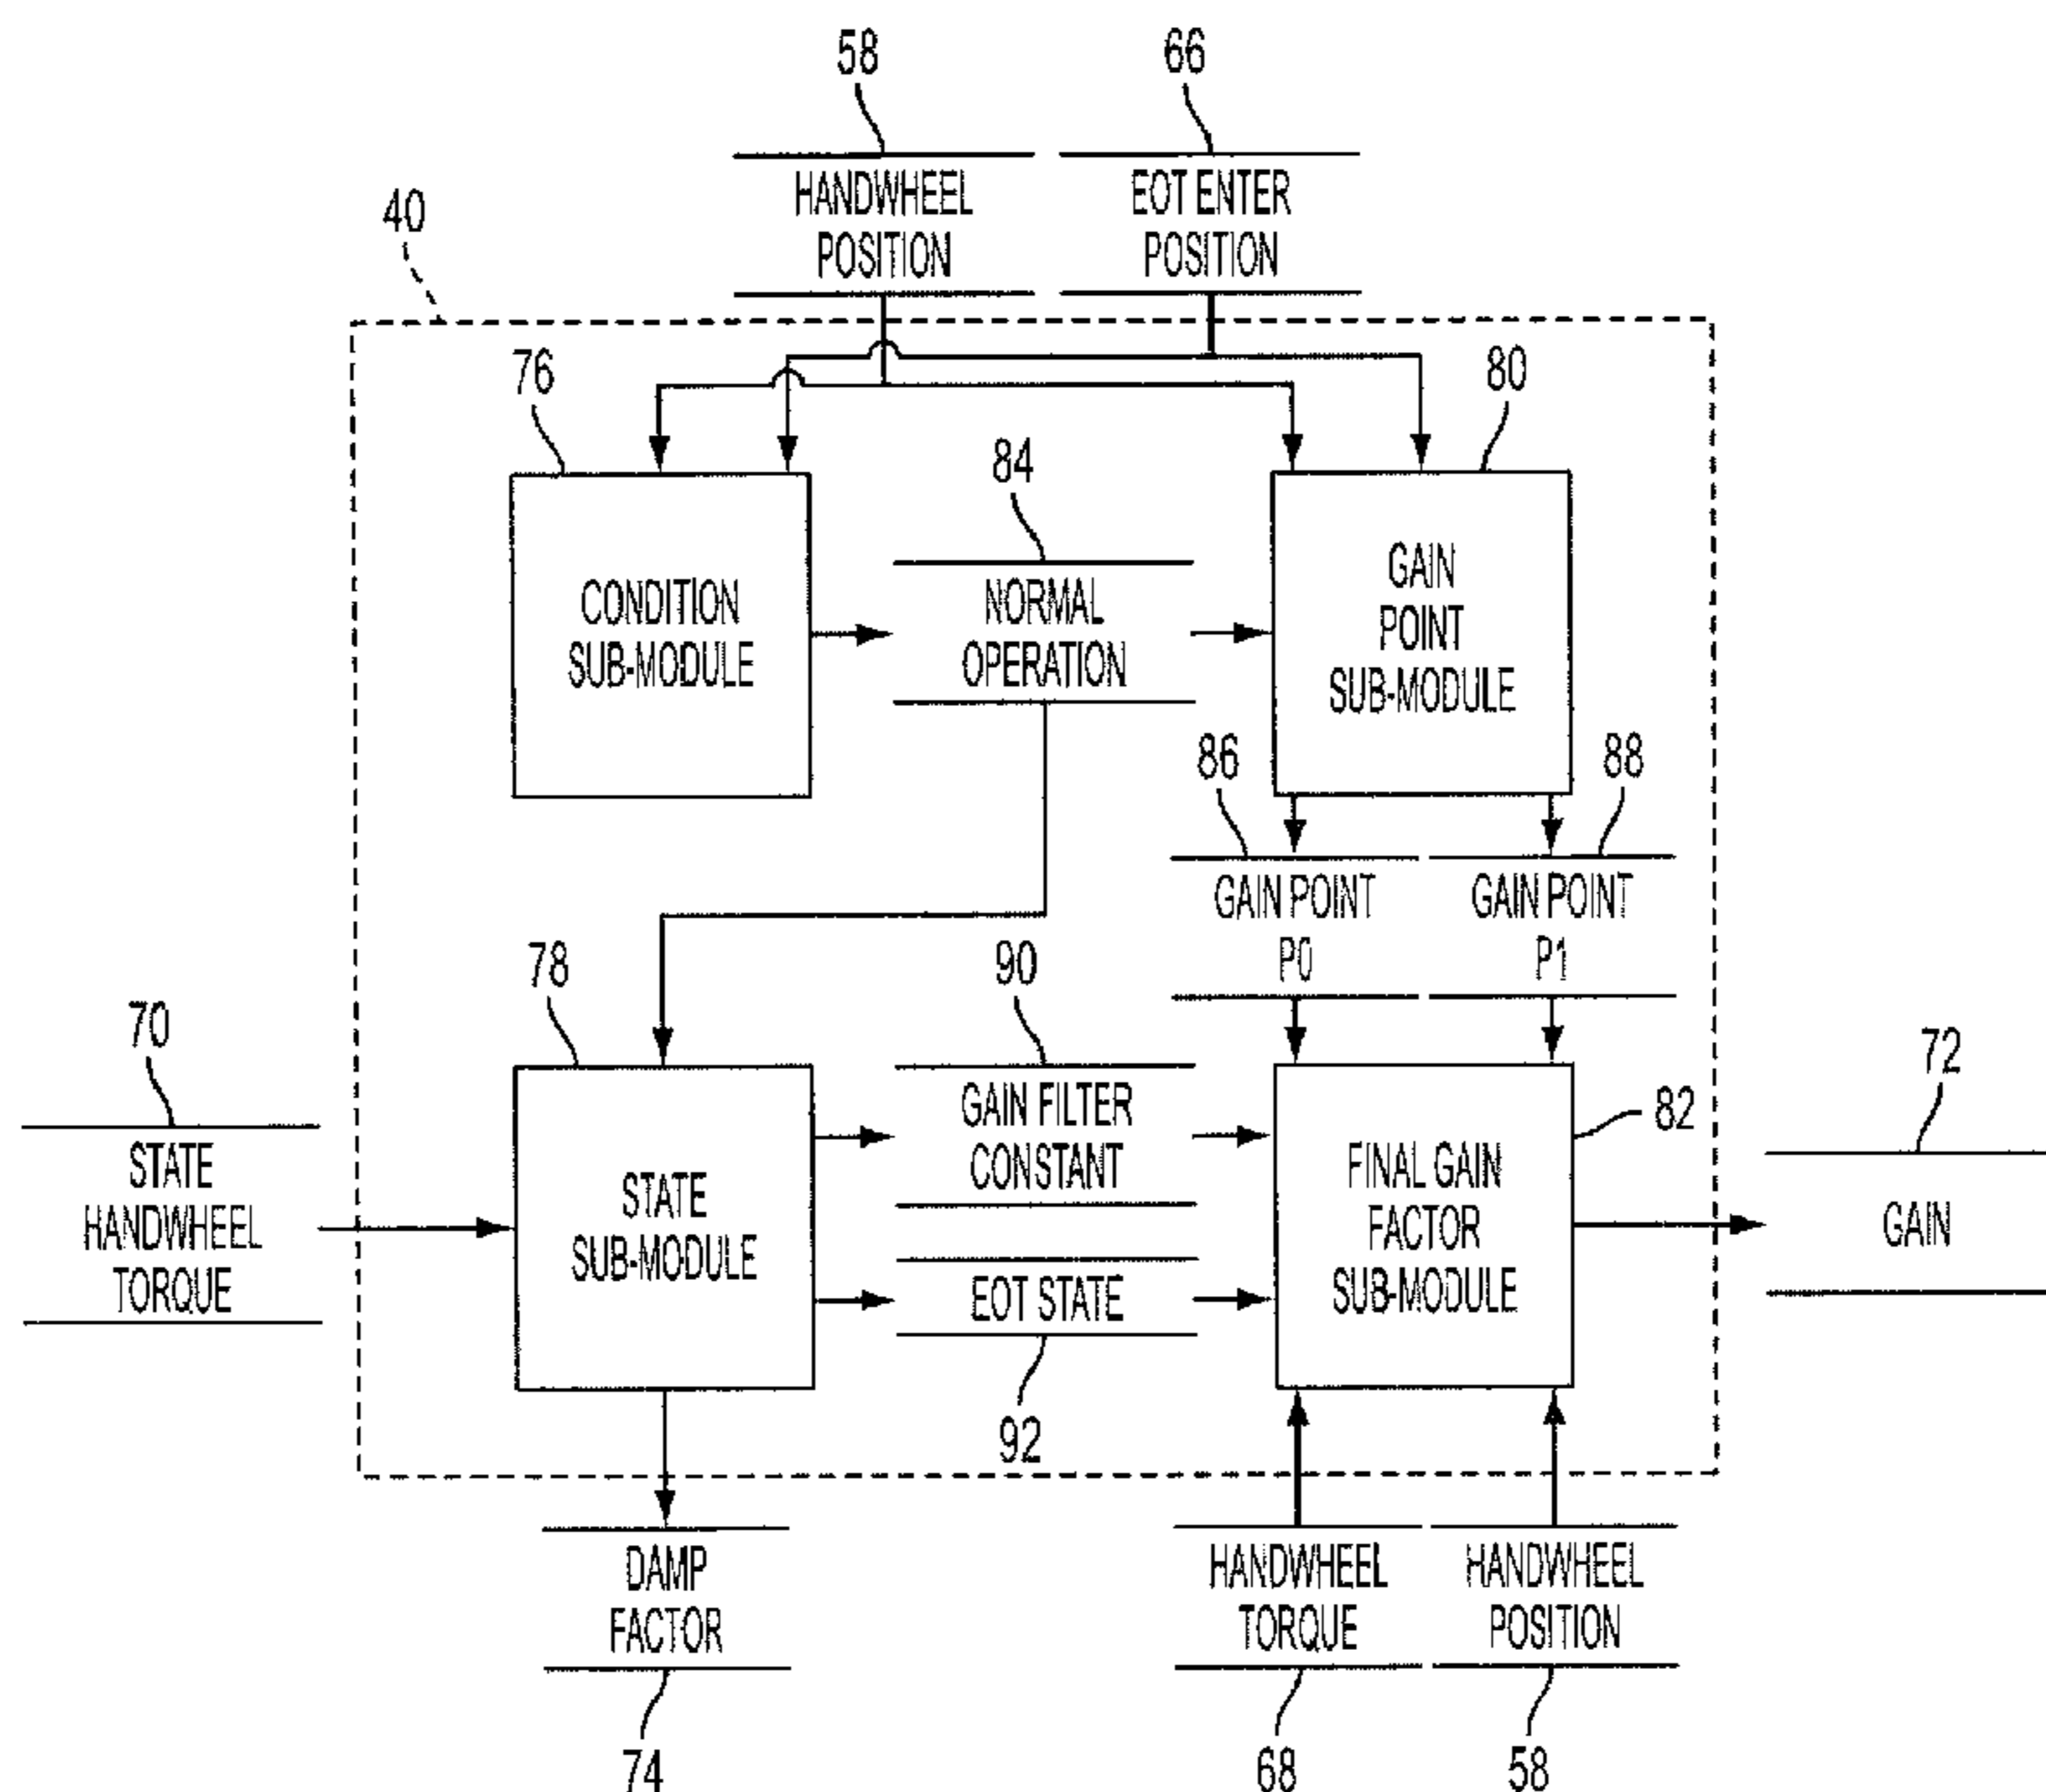 58
66
HANDWHEEL
POSITION
EOT ENTER
POSITION
40
76
80
84
CONDITION
SUB-MODULE
NORMAL
OPERATION
GAIN
POINT
SUB-MODULE
86
88
GAIN POINT
P0
GAIN POINT
P1
78
90
70
72
STATE
HANDWHEEL
TORQUE
STATE
SUB-MODULE
GAIN FILTER
CONSTANT
EOT STATE
92
FINAL GAIN
FACTOR
SUB-MODULE
82
GAIN
DAMP
FACTOR
74
HANDWHEEL
TORQUE
68
HANDWHEEL
POSITION
58